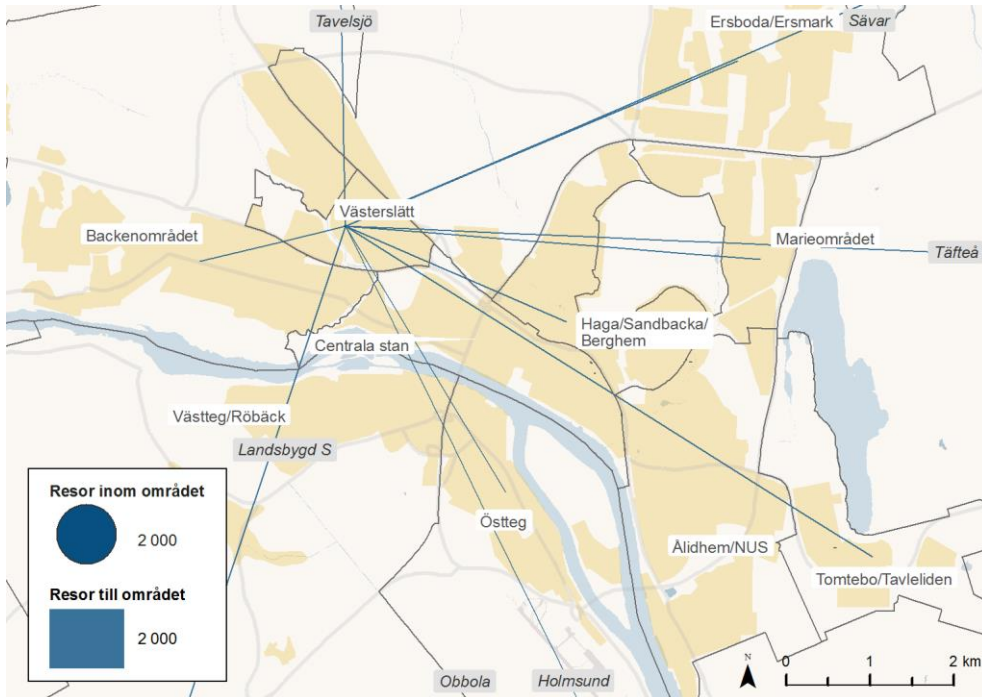 Tavelsjö
Ersboda/Ersmark
Sävar
Västerslätt
Backenområdet
Marieområdet
Täfteå
Haga/Sandbacka/
Berghem
Centrala stan
Västteg/Röbäck
Landsbygd S
Östteg
Ålidhem/NUS
Tomtebo/Tavleliden
Obbola
Holmsund
Resor inom området
2 000
Resor till området
2 000
N
0 1 2 km